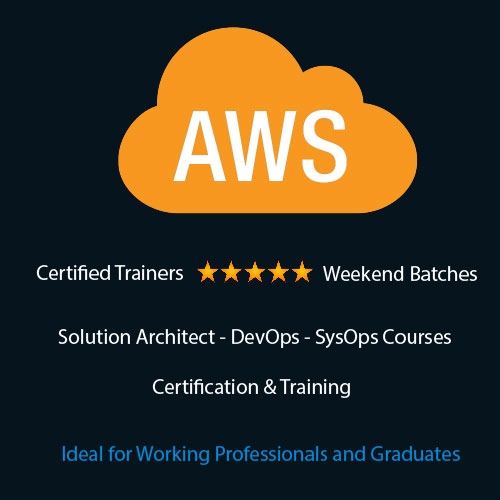 AWS
Certified Trainers Weekend Batches
Solution Architect - DevOps - SysOps Courses
Certification & Training
Ideal for Working Professionals and Graduates